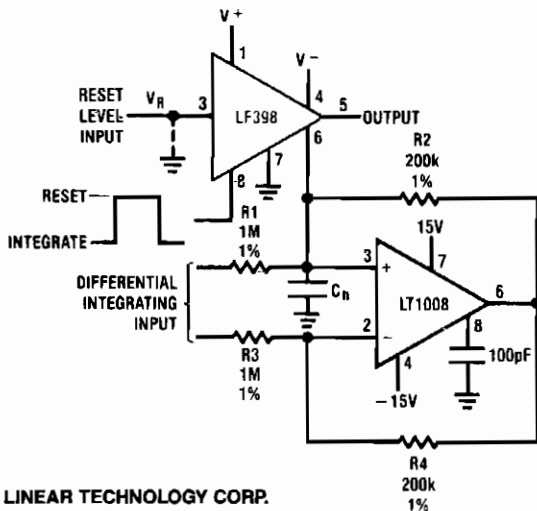 V+
1
V−
RESET
LEVEL
INPUT
VR
3
LF398
4
5
OUTPUT
6
7
8
RESET
INTEGRATE
R1
1M
1%
R2
200k
1%
15V
7
DIFFERENTIAL
INTEGRATING
INPUT
3
+
Ch
LT1008
6
2
−
8
R3
1M
1%
4
−15V
100pF
R4
200k
1%
LINEAR TECHNOLOGY CORP.